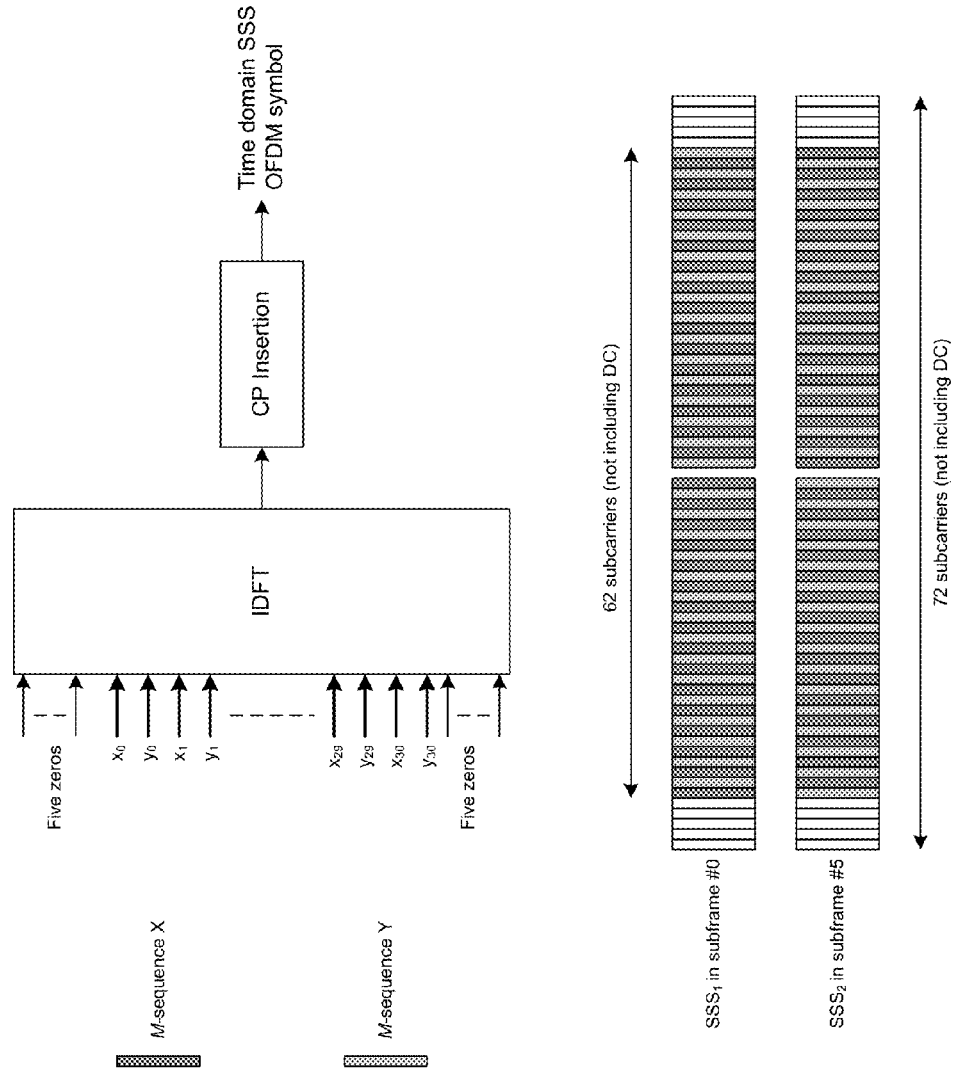 Time domain SSS
OFDM symbol
CP Insertion
IDFT
Five zeros
x₀
y₀
x₁
y₁
x₂₉
y₂₉
x₃₀
y₃₀
Five zeros
M-sequence X
M-sequence Y
62 subcarriers (not including DC)
SSS₁ in subframe #0
SSS₂ in subframe #5
72 subcarriers (not including DC)